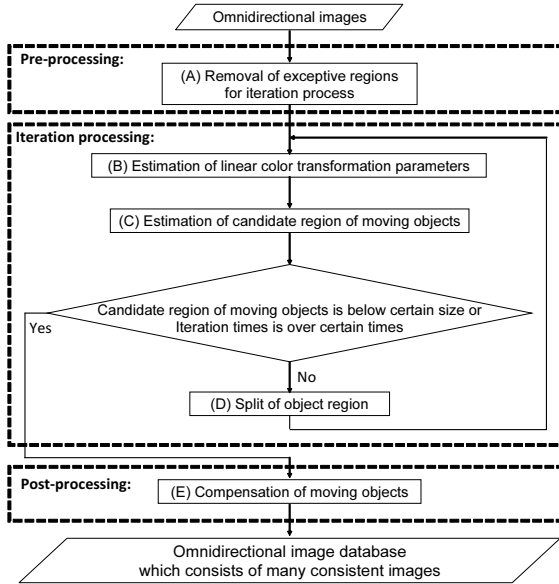 Omnidirectional images
Pre-processing:
(A) Removal of exceptive regions
for iteration process
Iteration processing:
(B) Estimation of linear color transformation parameters
(C) Estimation of candidate region of moving objects
Candidate region of moving objects is below certain size or
Iteration times is over certain times
Yes
No
(D) Split of object region
Post-processing:
(E) Compensation of moving objects
Omnidirectional image database
which consists of many consistent images